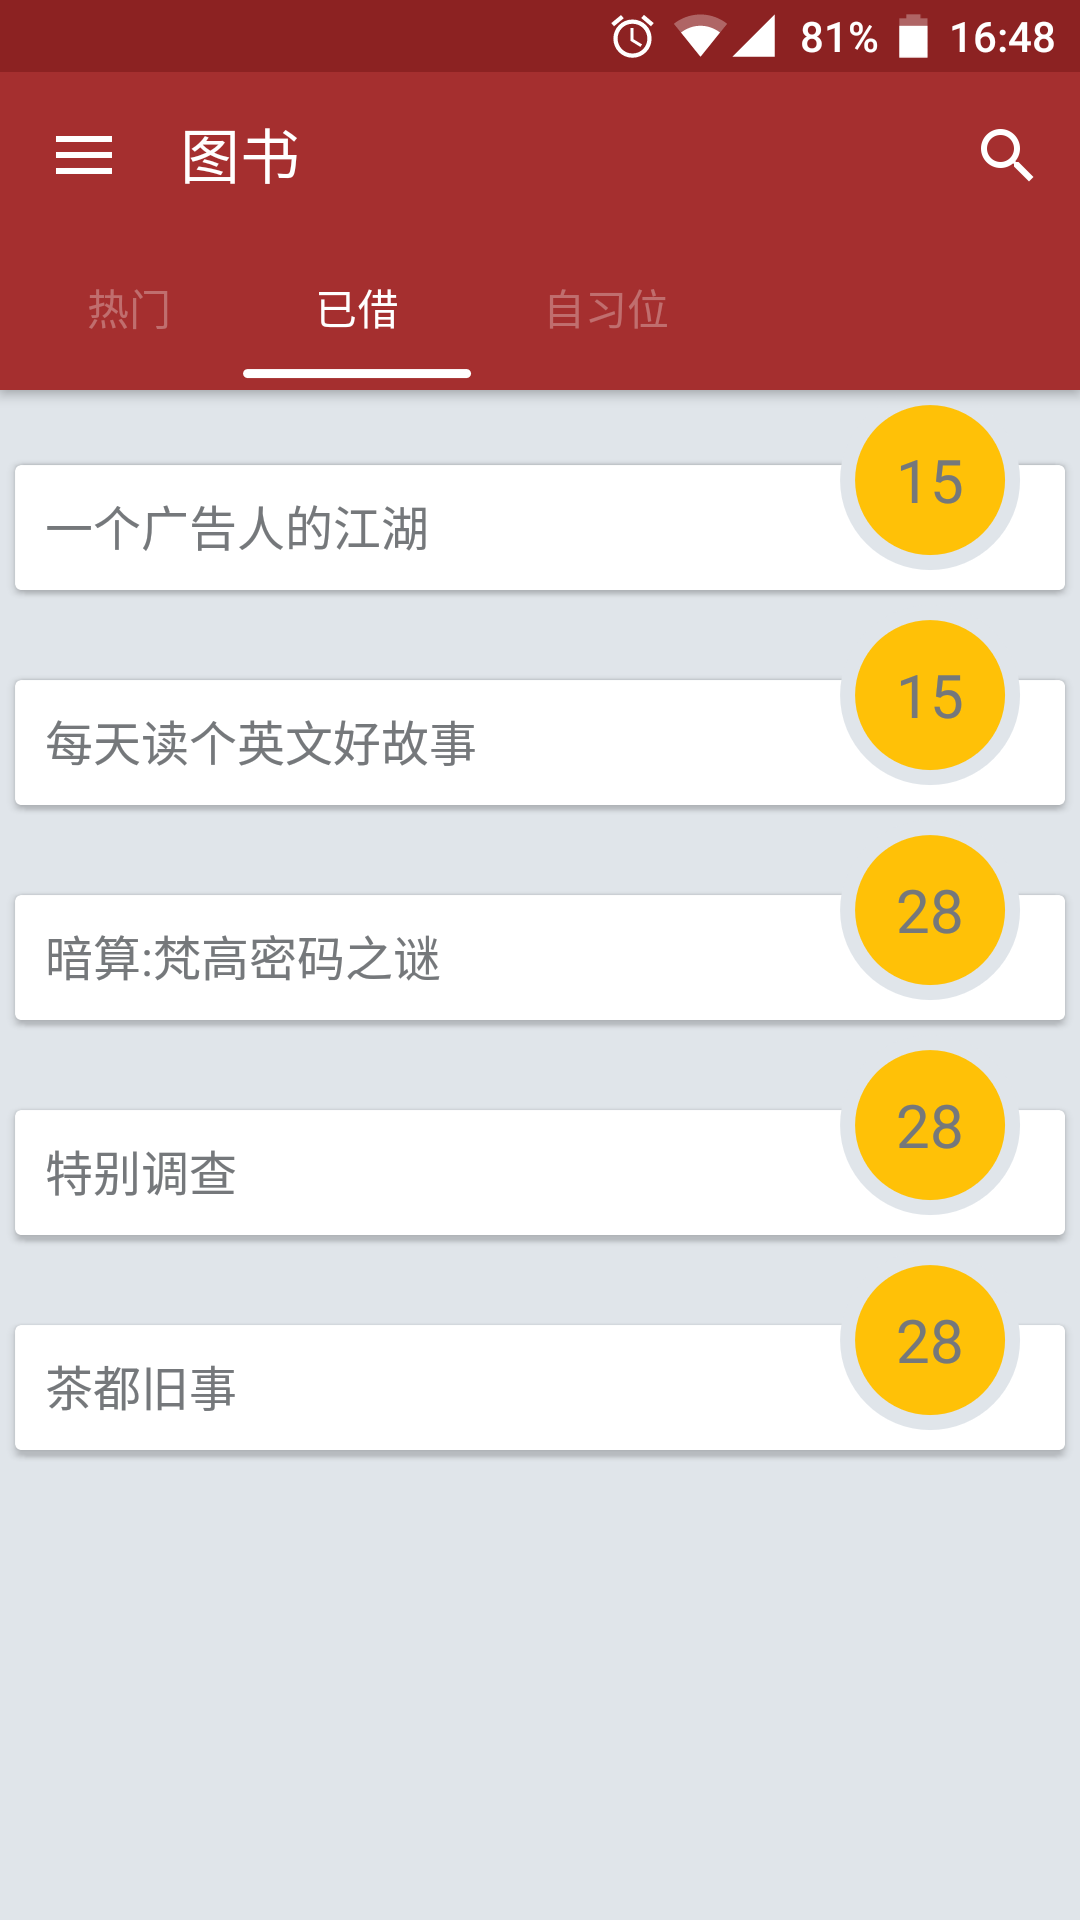 81% 16:48
图书
热门 已借 自习位
15
一个广告人的江湖
15
每天读个英文好故事
28
暗算:梵高密码之谜
28
特别调查
28
茶都旧事